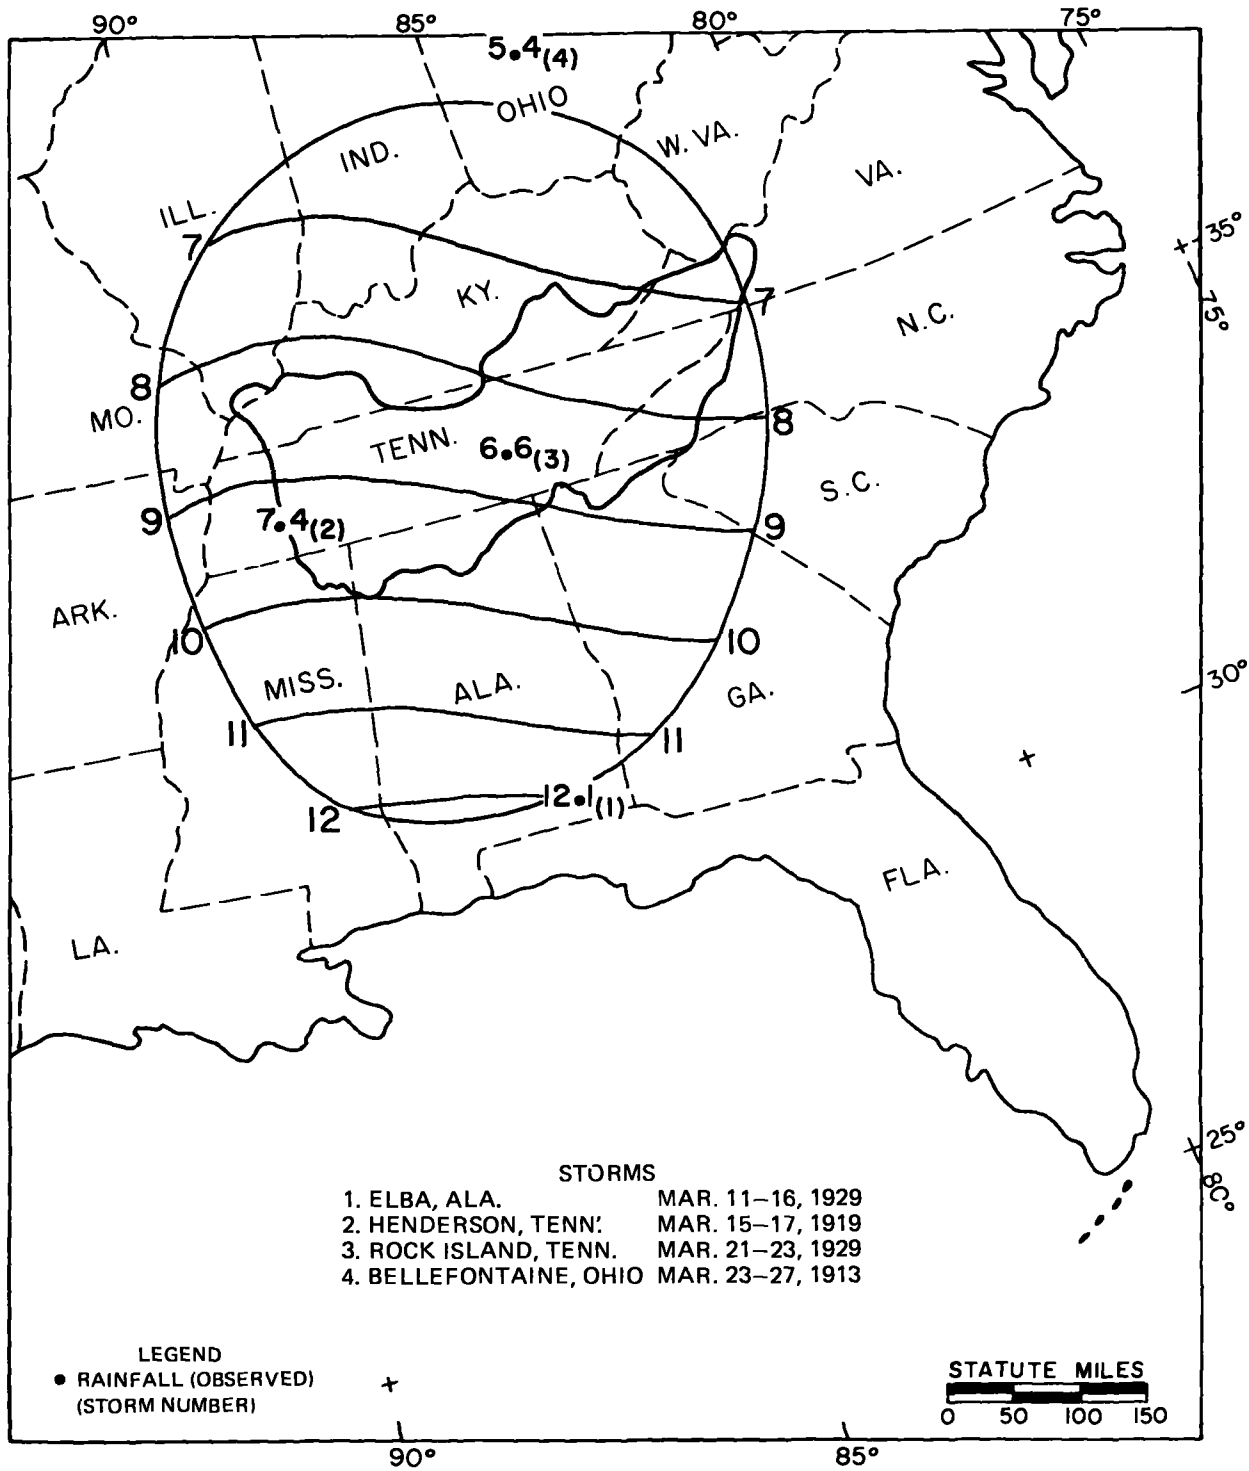 90° 85° 80° 75°
5.4(4)
OHIO
W. VA.
IND.
VA.
ILL.
35°
7
KY.
7
75°
N.C.
8
MO.
8
TENN.
6.6(3)
S.C.
9
7.4(2)
9
ARK.
10
10
MISS.
ALA.
GA.
30°
11
11
12
12.1(1)
FLA.
LA.
25°
80°
STORMS
1. ELBA, ALA. MAR. 11–16, 1929
2. HENDERSON, TENN. MAR. 15–17, 1919
3. ROCK ISLAND, TENN. MAR. 21–23, 1929
4. BELLEFONTAINE, OHIO MAR. 23–27, 1913
LEGEND
● RAINFALL (OBSERVED)
(STORM NUMBER)
STATUTE MILES
0 50 100 150
90° 85°